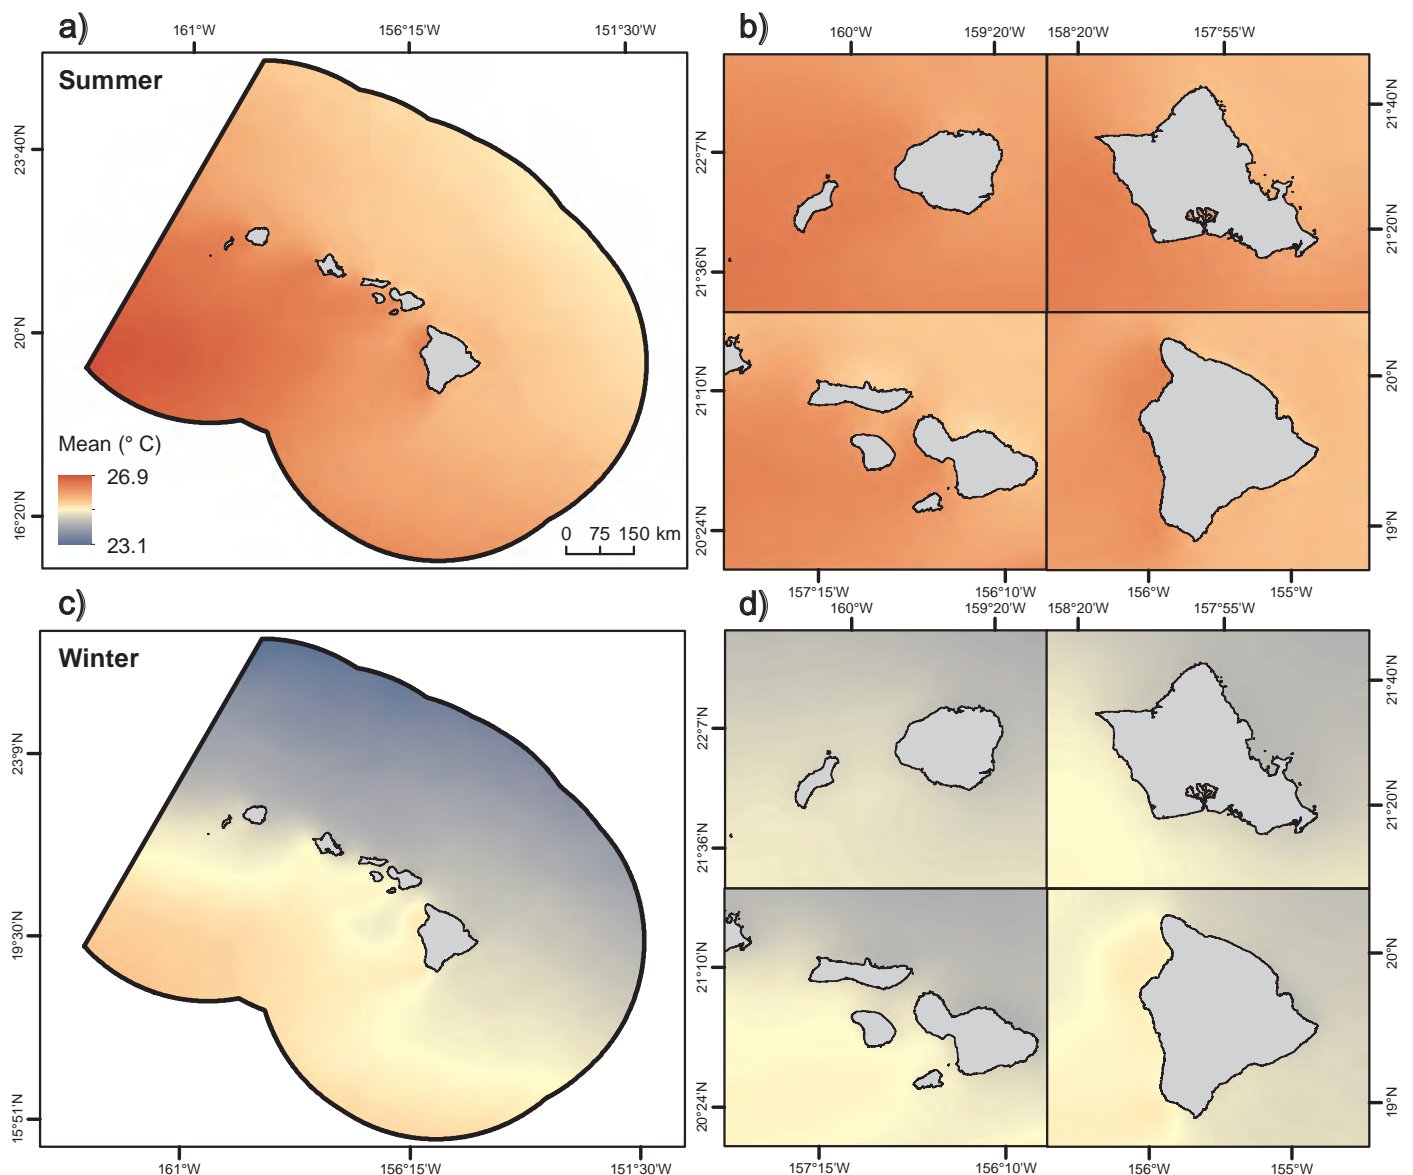 a)
161°W 156°15'W 151°30'W
Summer
23°40'N
20°N
16°20'N
Mean (° C)
26.9
23.1
0 75 150 km
b)
160°W 159°20'W 158°20'W 157°55'W
22°7'N
21°36'N
21°40'N
21°20'N
21°10'N
20°24'N
20°N
19°N
157°15'W 156°10'W 156°W 155°W
c)
Winter
23°9'N
19°30'N
15°51'N
161°W 156°15'W 151°30'W
d)
160°W 159°20'W 158°20'W 157°55'W
22°7'N
21°36'N
21°40'N
21°20'N
21°10'N
20°24'N
20°N
19°N
157°15'W 156°10'W 156°W 155°W